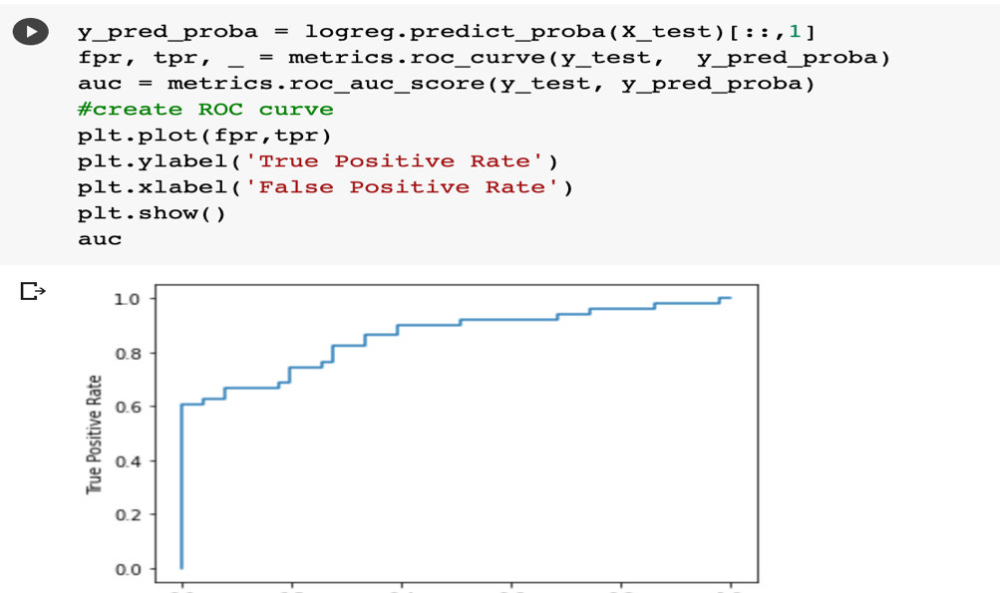 y_pred_proba = logreg.predict_proba(X_test)[::,1]
fpr, tpr, _ = metrics.roc_curve(y_test,  y_pred_proba)
auc = metrics.roc_auc_score(y_test, y_pred_proba)
#create ROC curve
plt.plot(fpr,tpr)
plt.ylabel('True Positive Rate')
plt.xlabel('False Positive Rate')
plt.show()
auc
1.0
0.8
0.6
0.4
0.2
0.0
True Positive Rate